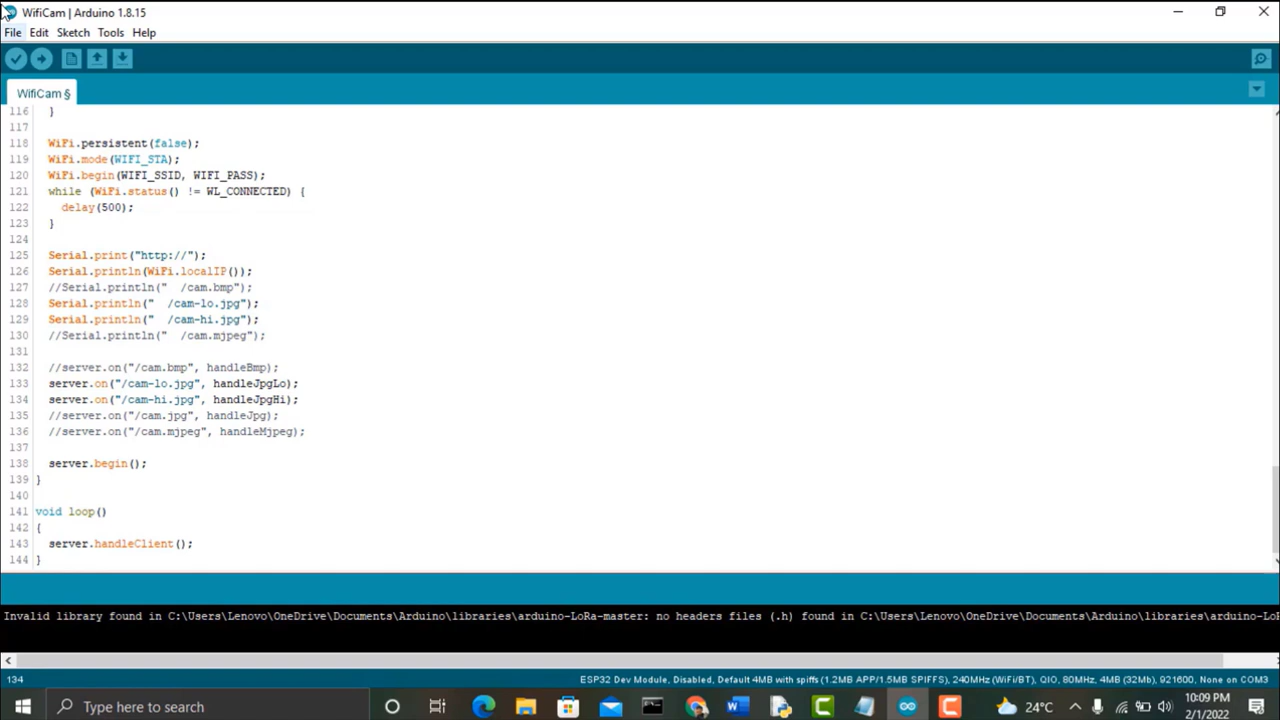 WifiCam | Arduino 1.8.15
File Edit Sketch Tools Help
WifiCam §
116 }
117
118 WiFi.persistent(false);
119 WiFi.mode(WIFI_STA);
120 WiFi.begin(WIFI_SSID, WIFI_PASS);
121 while (WiFi.status() != WL_CONNECTED) {
122 delay(500);
123 }
124
125 Serial.print("http://");
126 Serial.println(WiFi.localIP());
127 //Serial.println("  /cam.bmp");
128 Serial.println("  /cam-lo.jpg");
129 Serial.println("  /cam-hi.jpg");
130 //Serial.println("  /cam.mjpeg");
131
132 //server.on("/cam.bmp", handleBmp);
133 server.on("/cam-lo.jpg", handleJpgLo);
134 server.on("/cam-hi.jpg", handleJpgHi);
135 //server.on("/cam.jpg", handleJpg);
136 //server.on("/cam.mjpeg", handleMjpeg);
137
138 server.begin();
139 }
140
141 void loop()
142 {
143 server.handleClient();
144 }
Invalid library found in C:\Users\Lenovo\OneDrive\Documents\Arduino\libraries\arduino-LoRa-master: no headers files (.h) found in C:\Users\Lenovo\OneDrive\Documents\Arduino\libraries\arduino-LoR
134 ESP32 Dev Module, Disabled, Default 4MB with spiffs (1.2MB APP/1.5MB SPIFFS), 240MHz (WiFi/BT), QIO, 80MHz, 4MB (32Mb), 921600, None on COM3
Type here to search 24°C 10:09 PM
2/1/2022